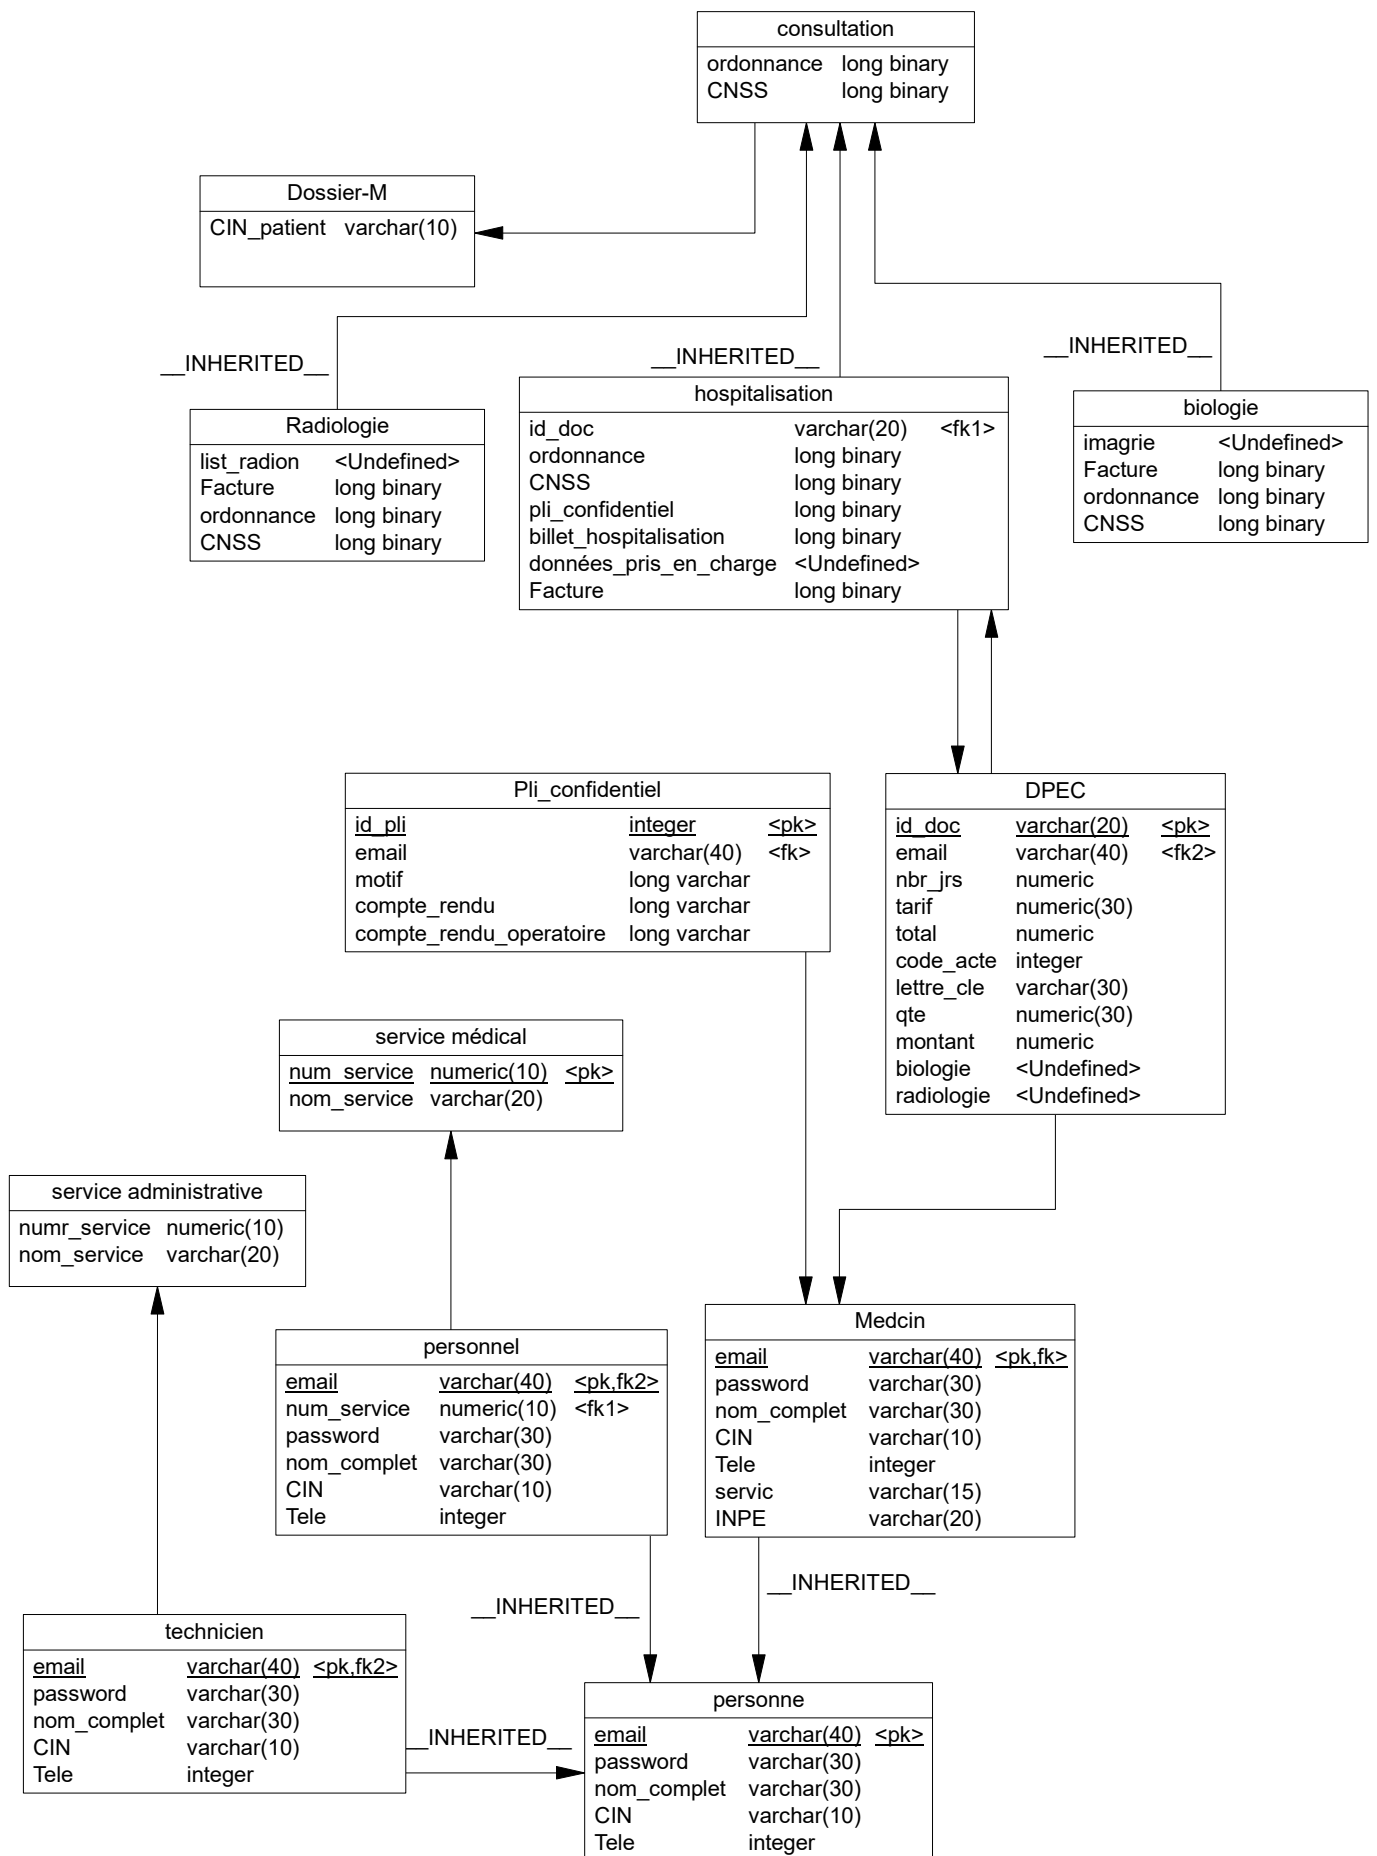 consultation
ordonnance long binary
CNSS long binary
Dossier-M
CIN_patient varchar(10)
__INHERITED__
__INHERITED__
__INHERITED__
Radiologie
list_radion <Undefined>
Facture long binary
ordonnance long binary
CNSS long binary
hospitalisation
id_doc varchar(20) <fk1>
ordonnance long binary
CNSS long binary
pli_confidentiel long binary
billet_hospitalisation long binary
données_pris_en_charge <Undefined>
Facture long binary
biologie
imagrie <Undefined>
Facture long binary
ordonnance long binary
CNSS long binary
Pli_confidentiel
id_pli integer <pk>
email varchar(40) <fk>
motif long varchar
compte_rendu long varchar
compte_rendu_operatoire long varchar
DPEC
id_doc varchar(20) <pk>
email varchar(40) <fk2>
nbr_jrs numeric
tarif numeric(30)
total numeric
code_acte integer
lettre_cle varchar(30)
qte numeric(30)
montant numeric
biologie <Undefined>
radiologie <Undefined>
service médical
num_service numeric(10) <pk>
nom_service varchar(20)
service administrative
numr_service numeric(10)
nom_service varchar(20)
personnel
email varchar(40) <pk,fk2>
num_service numeric(10) <fk1>
password varchar(30)
nom_complet varchar(30)
CIN varchar(10)
Tele integer
Medcin
email varchar(40) <pk,fk>
password varchar(30)
nom_complet varchar(30)
CIN varchar(10)
Tele integer
servic varchar(15)
INPE varchar(20)
__INHERITED__
__INHERITED__
technicien
email varchar(40) <pk,fk2>
password varchar(30)
nom_complet varchar(30)
CIN varchar(10)
Tele integer
__INHERITED__
personne
email varchar(40) <pk>
password varchar(30)
nom_complet varchar(30)
CIN varchar(10)
Tele integer